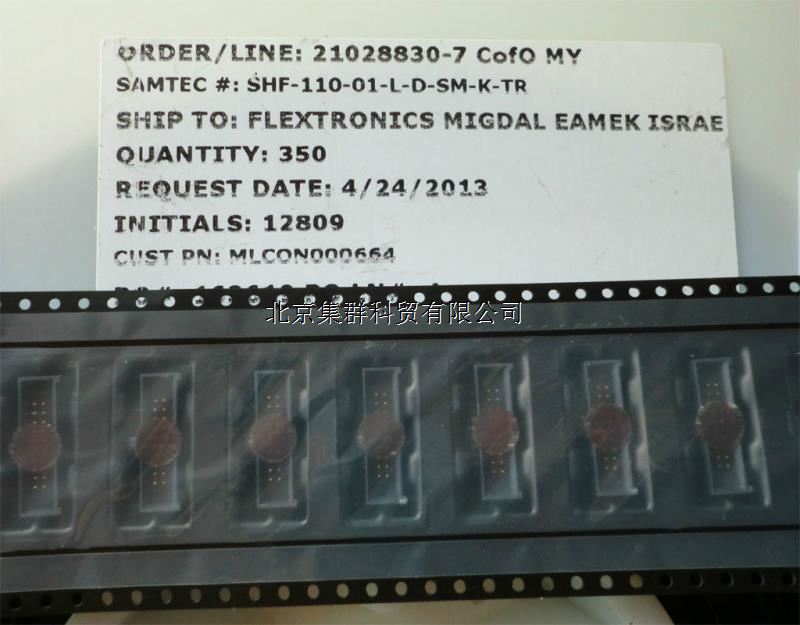 ORDER/LINE: 21028830-7 CofO MY
SAMTEC #: SHF-110-01-L-D-SM-K-TR
SHIP TO: FLEXTRONICS MIGDAL EAMEK ISRAE
QUANTITY: 350
REQUEST DATE: 4/24/2013
INITIALS: 12809
CUST PN: MLCON000664
北京集群科贸有限公司